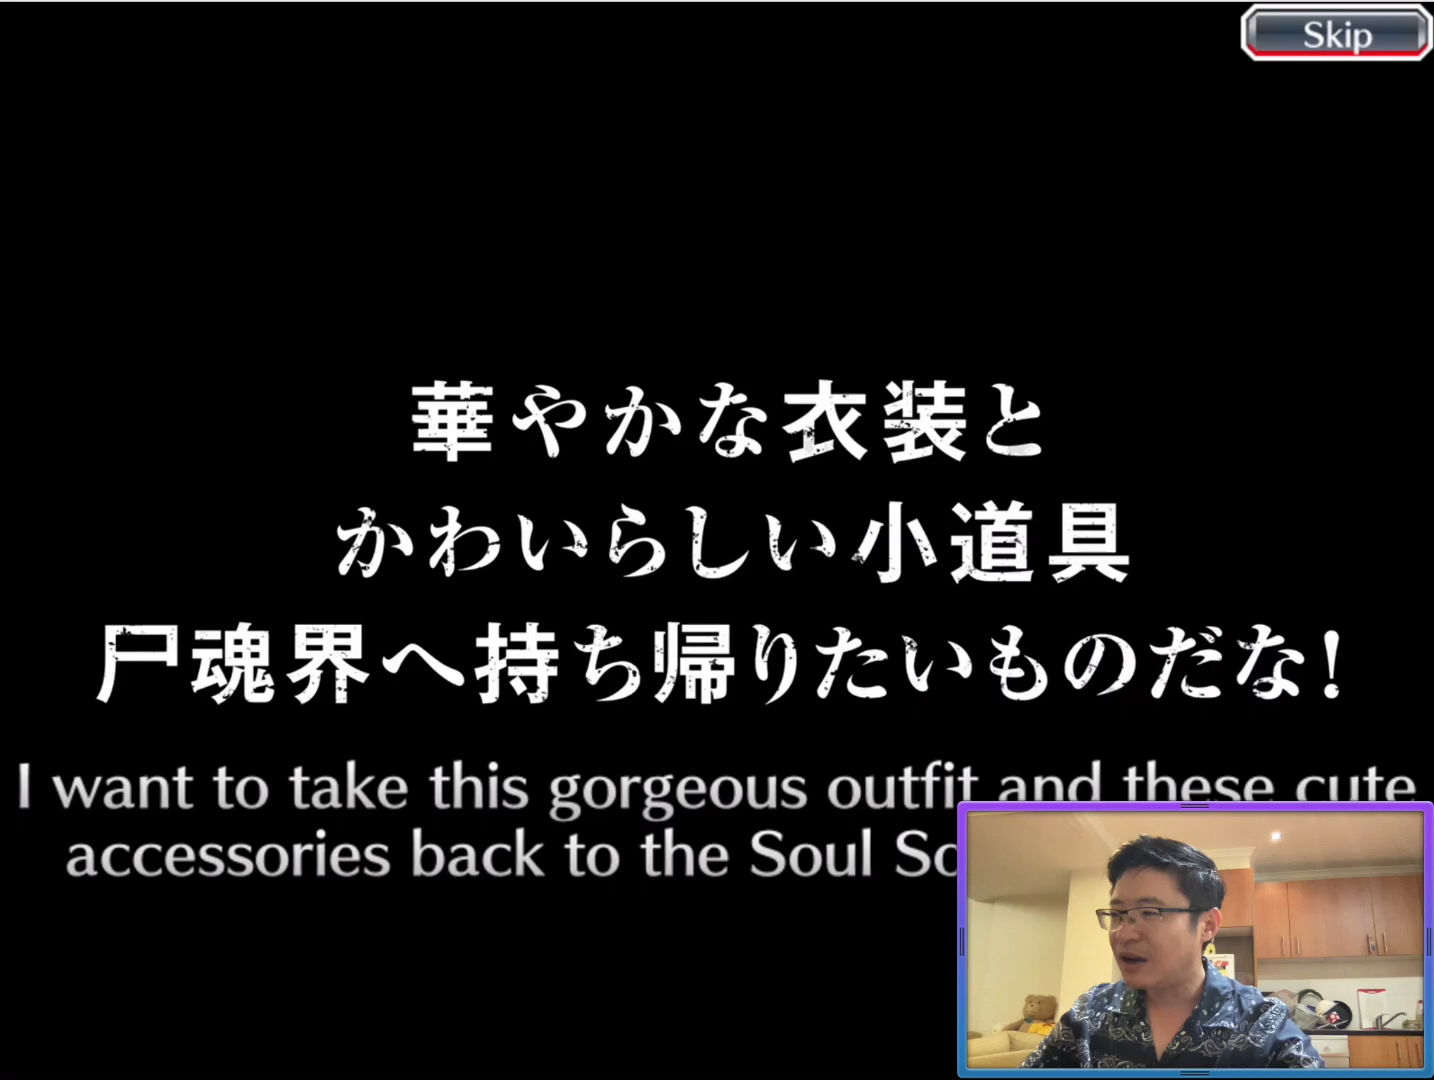 Skip
華やかな衣装と
かわいらしい小道具
尸魂界へ持ち帰りたいものだな!
I want to take this gorgeous outfit and these cute
accessories back to the Soul